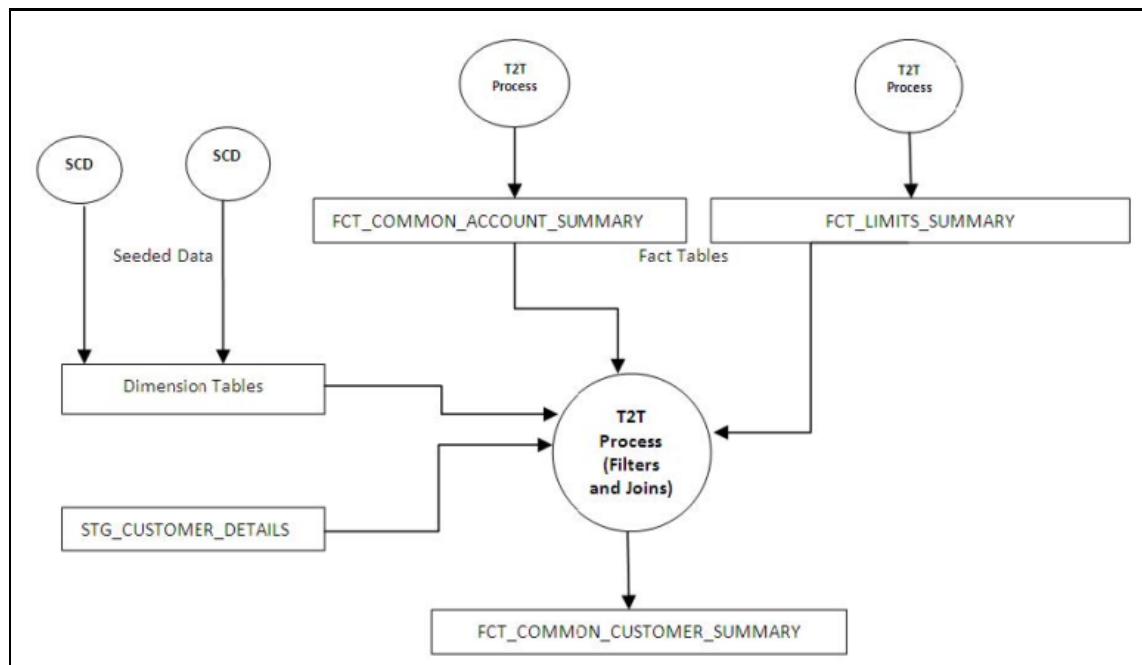 T2T
Process
T2T
Process
SCD
SCD
FCT_COMMON_ACCOUNT_SUMMARY
FCT_LIMITS_SUMMARY
Seeded Data
Fact Tables
Dimension Tables
T2T
Process
(Filters
and Joins)
STG_CUSTOMER_DETAILS
FCT_COMMON_CUSTOMER_SUMMARY